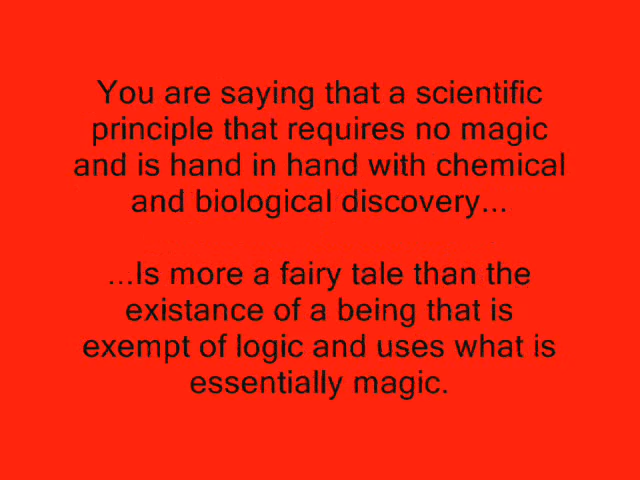 You are saying that a scientific
principle that requires no magic
and is hand in hand with chemical
and biological discovery...
...Is more a fairy tale than the
existance of a being that is
exempt of logic and uses what is
essentially magic.